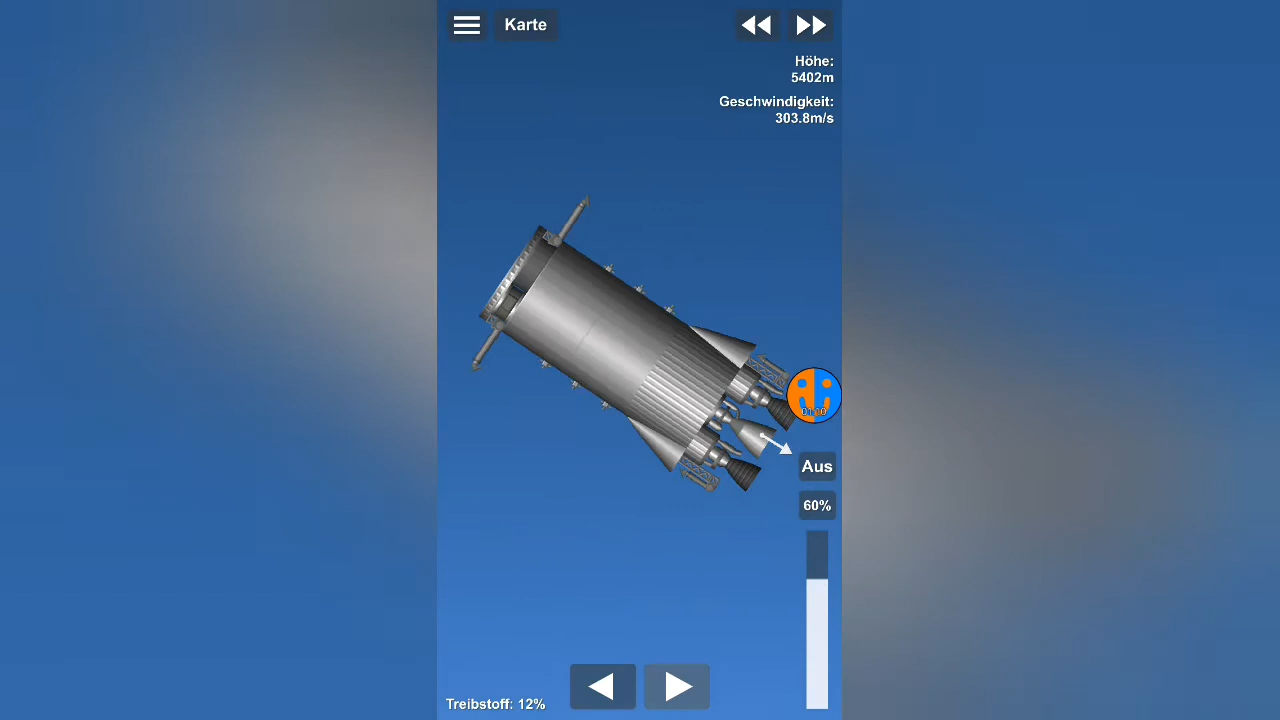 Karte
Höhe:
5402m
Geschwindigkeit:
303.8m/s
Aus
60%
Treibstoff: 12%